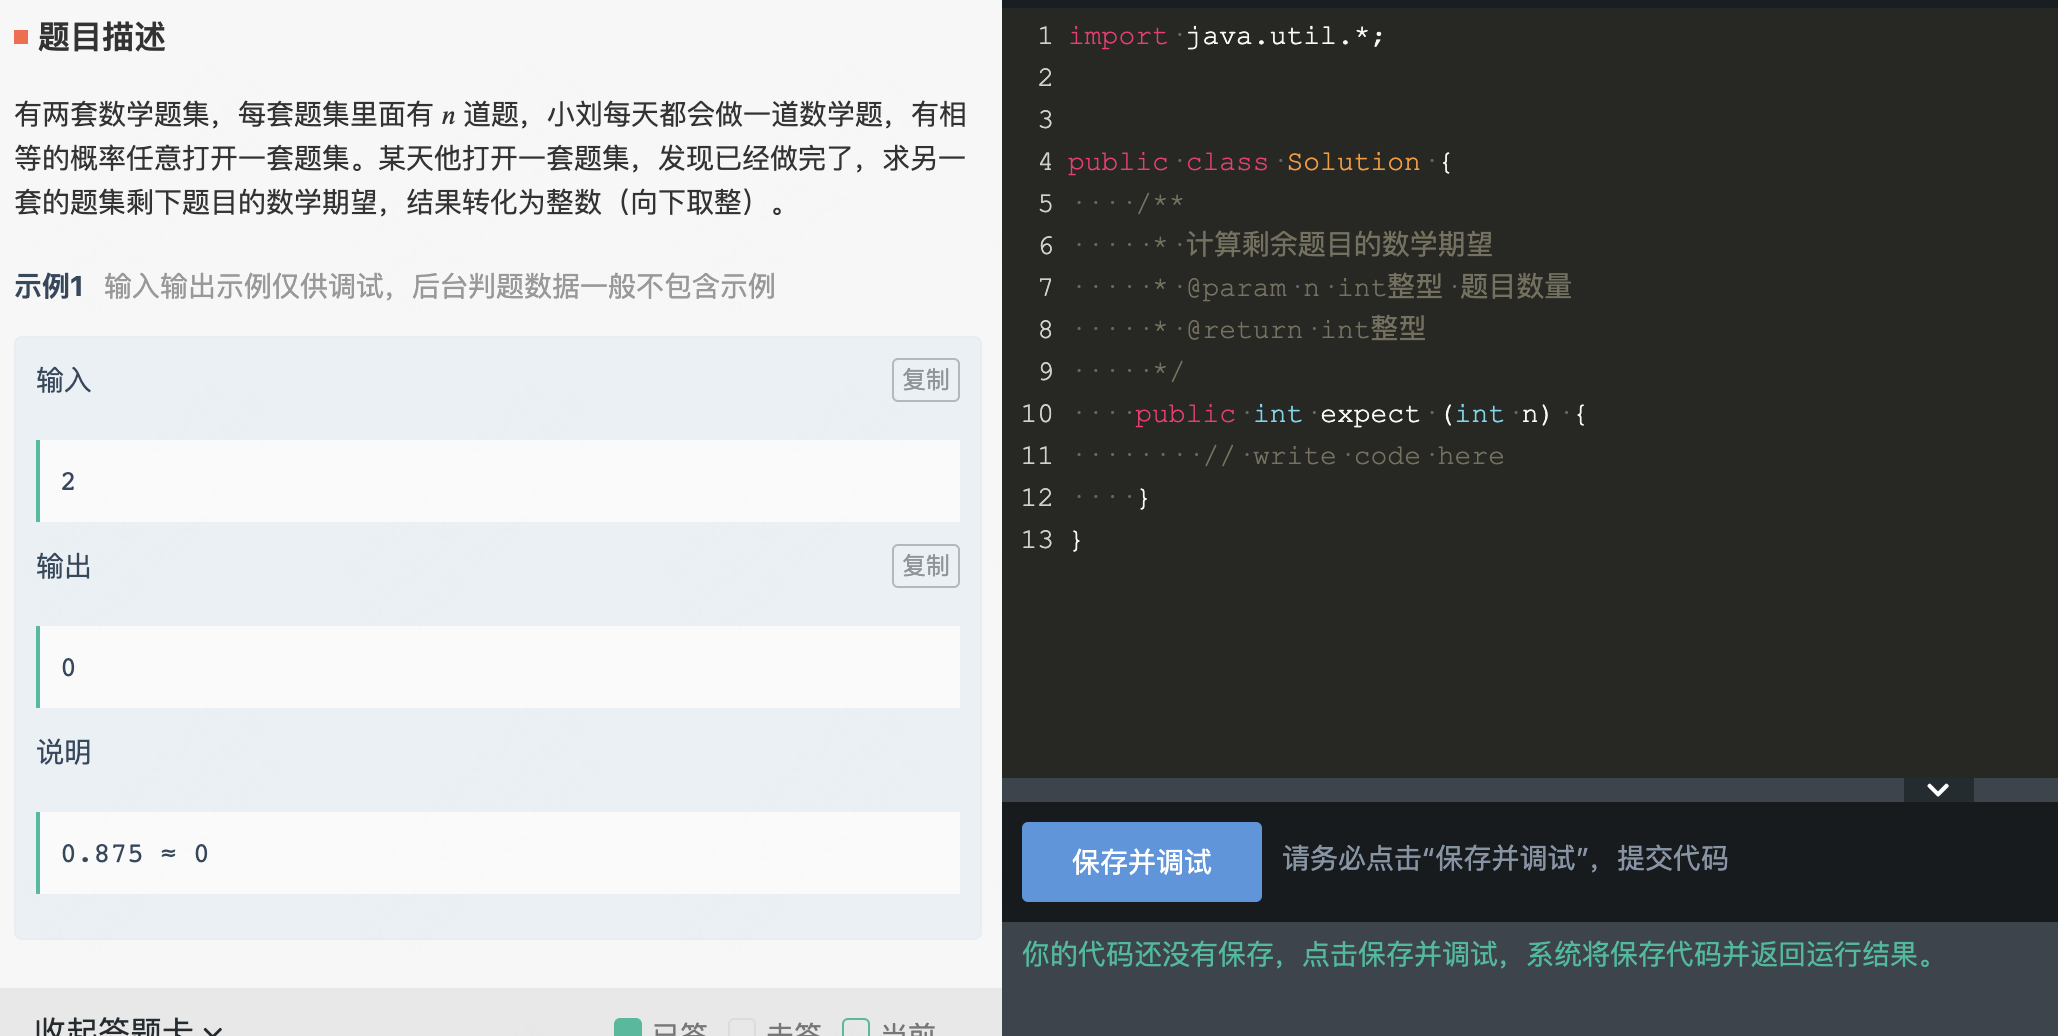 题目描述
有两套数学题集，每套题集里面有 n 道题，小刘每天都会做一道数学题，有相
等的概率任意打开一套题集。某天他打开一套题集，发现已经做完了，求另一
套的题集剩下题目的数学期望，结果转化为整数（向下取整）。
示例1 输入输出示例仅供调试，后台判题数据一般不包含示例
输入 复制
2
输出 复制
0
说明
0.875 ≈ 0
收起答题卡 已答 未答 当前
1 import java.util.*;
2
3
4 public class Solution {
5 /**
6 * 计算剩余题目的数学期望
7 * @param n int整型 题目数量
8 * @return int整型
9 */
10 public int expect (int n) {
11 // write code here
12 }
13 }
保存并调试 请务必点击“保存并调试”，提交代码
你的代码还没有保存，点击保存并调试，系统将保存代码并返回运行结果。